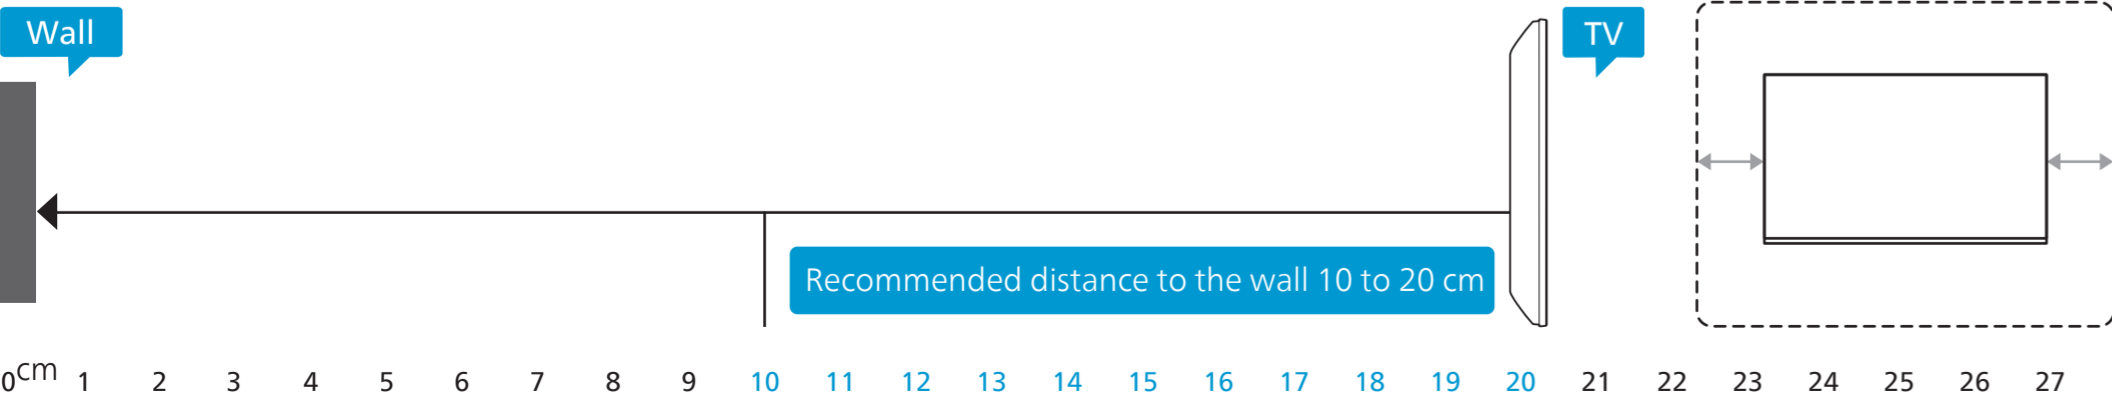 Wall
TV
Recommended distance to the wall 10 to 20 cm
0cm 1 2 3 4 5 6 7 8 9 10 11 12 13 14 15 16 17 18 19 20 21 22 23 24 25 26 27